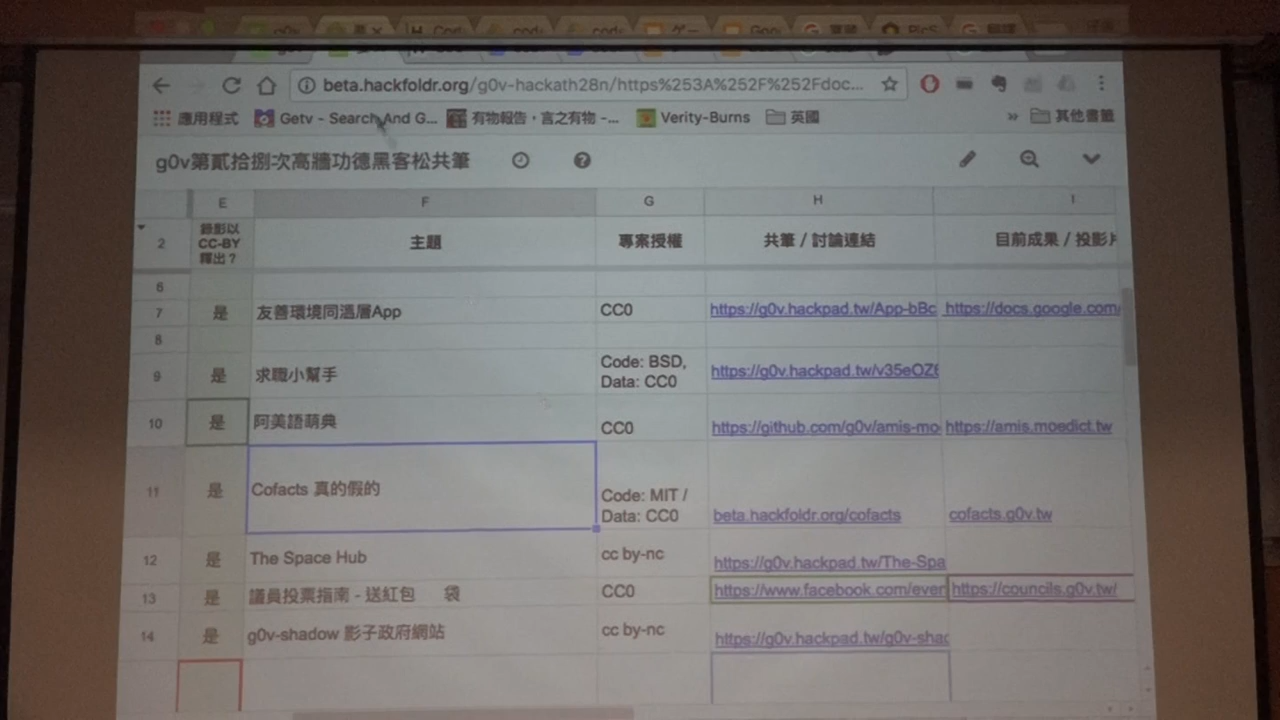 beta.hackfoldr.org/g0v-hackath28n/https%253A%252F%252Fdoc...
應用程式 Getv - Search And G... 有物報告，言之有物 -... Verity-Burns 英國 » 其他書籤
g0v第貳拾捌次高牆功德黑客松共筆
E F G H I
2 錄影以 CC-BY 釋出？ 主題 專案授權 共筆 / 討論連結 目前成果 / 投影片
6
7 是 友善環境同溫層App CC0 https://g0v.hackpad.tw/App-bBc https://docs.google.com/
8
9 是 求職小幫手 Code: BSD, Data: CC0 https://g0v.hackpad.tw/v35eOZ6
10 是 阿美語萌典 CC0 https://github.com/g0v/amis-mo https://amis.moedict.tw
11 是 Cofacts 真的假的 Code: MIT / Data: CC0 beta.hackfoldr.org/cofacts cofacts.g0v.tw
12 是 The Space Hub cc by-nc https://g0v.hackpad.tw/The-Spa
13 是 議員投票指南 - 送紅包 袋 CC0 https://www.facebook.com/ever https://councils.g0v.tw/
14 是 g0v-shadow 影子政府網站 cc by-nc https://g0v.hackpad.tw/g0v-shac